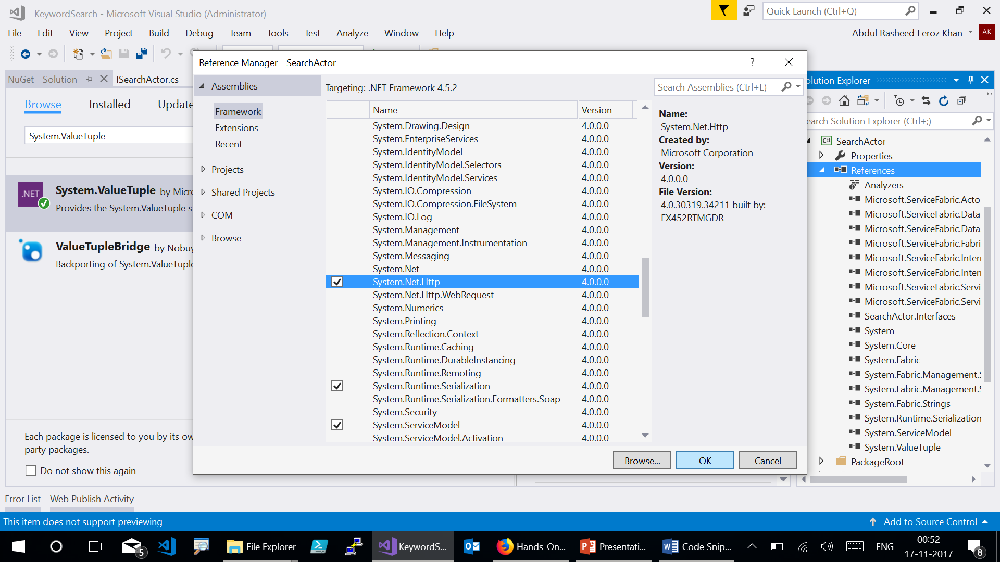 KeywordSearch - Microsoft Visual Studio (Administrator)
Quick Launch (Ctrl+Q)
File Edit View Project Build Debug Team Tools Test Analyze Window Help
Abdul Rasheed Feroz Khan AK
NuGet - Solution
ISearchActor.cs
Browse Installed Update
System.ValueTuple
.NET
System.ValueTuple by Micro
Provides the System.ValueTuple s
ValueTupleBridge by Nobuy
Backporting of System.ValueTuple
Each package is licensed to you by its ow
party packages.
Do not show this again
Reference Manager - SearchActor
?
Assemblies
Framework
Extensions
Recent
Projects
Shared Projects
COM
Browse
Targeting: .NET Framework 4.5.2
Search Assemblies (Ctrl+E)
Name Version
System.Drawing.Design 4.0.0.0
System.EnterpriseServices 4.0.0.0
System.IdentityModel 4.0.0.0
System.IdentityModel.Selectors 4.0.0.0
System.IdentityModel.Services 4.0.0.0
System.IO.Compression 4.0.0.0
System.IO.Compression.FileSystem 4.0.0.0
System.IO.Log 4.0.0.0
System.Management 4.0.0.0
System.Management.Instrumentation 4.0.0.0
System.Messaging 4.0.0.0
System.Net 4.0.0.0
System.Net.Http 4.0.0.0
System.Net.Http.WebRequest 4.0.0.0
System.Numerics 4.0.0.0
System.Printing 4.0.0.0
System.Reflection.Context 4.0.0.0
System.Runtime.Caching 4.0.0.0
System.Runtime.DurableInstancing 4.0.0.0
System.Runtime.Remoting 4.0.0.0
System.Runtime.Serialization 4.0.0.0
System.Runtime.Serialization.Formatters.Soap 4.0.0.0
System.Security 4.0.0.0
System.ServiceModel 4.0.0.0
System.ServiceModel.Activation 4.0.0.0
Name:
System.Net.Http
Created by:
Microsoft Corporation
Version:
4.0.0.0
File Version:
4.0.30319.34211 built by:
FX452RTMGDR
Browse... OK Cancel
olution Explorer
earch Solution Explorer (Ctrl+;)
C# SearchActor
Properties
References
Analyzers
Microsoft.ServiceFabric.Acto
Microsoft.ServiceFabric.Data
Microsoft.ServiceFabric.Data
Microsoft.ServiceFabric.Fabri
Microsoft.ServiceFabric.Inter
Microsoft.ServiceFabric.Inter
Microsoft.ServiceFabric.Servi
Microsoft.ServiceFabric.Servi
SearchActor.Interfaces
System
System.Core
System.Fabric
System.Fabric.Management.S
System.Fabric.Management.S
System.Fabric.Strings
System.Runtime.Serialization
System.ServiceModel
System.ValueTuple
PackageRoot
Error List Web Publish Activity
This item does not support previewing
Add to Source Control
5
File Explorer
KeywordS...
Hands-On...
Presentati...
Code Snip...
ENG
00:52
17-11-2017
8